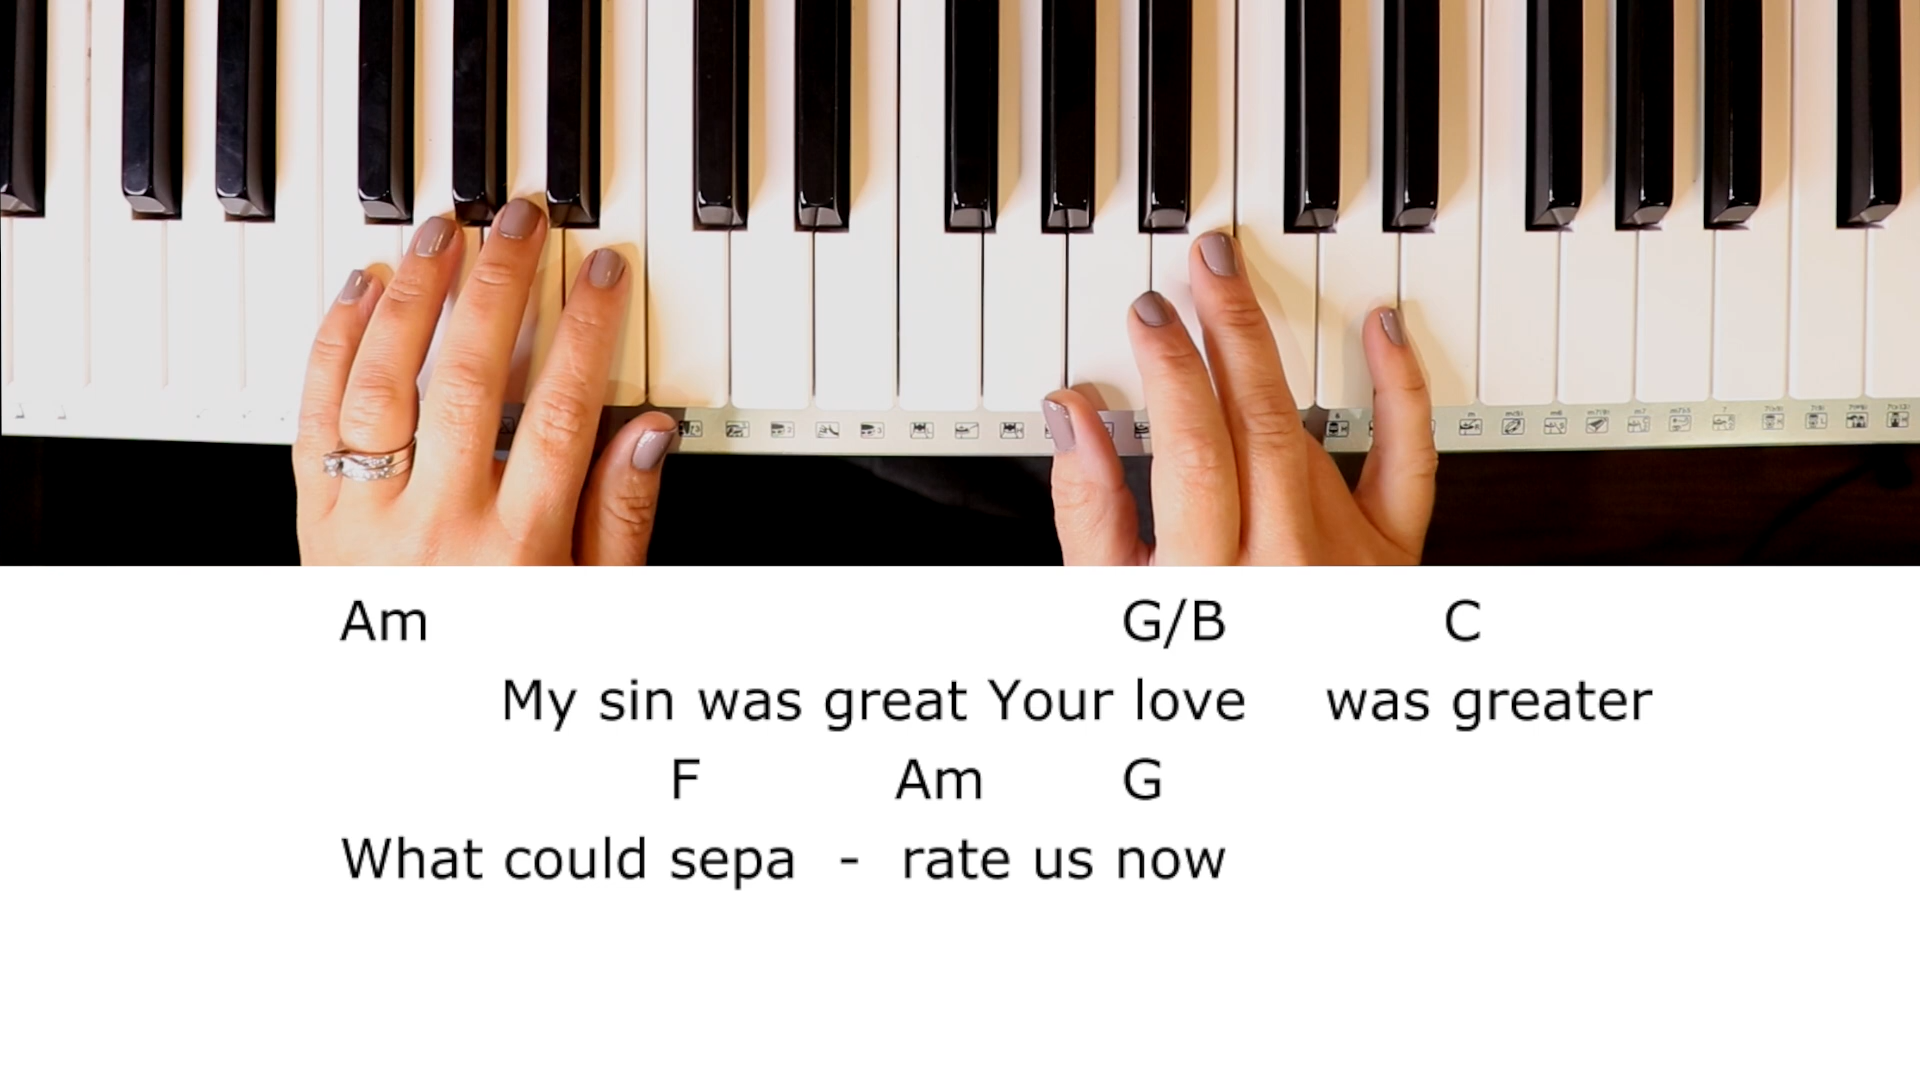 Am G/B C
My sin was great Your love was greater
F Am G
What could sepa - rate us now